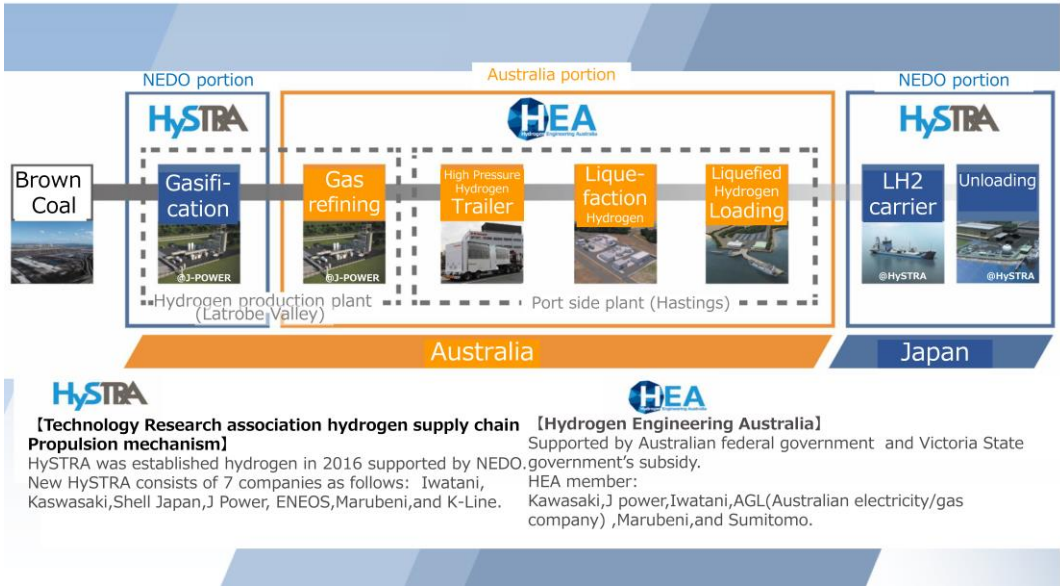 NEDO portion
Australia portion
NEDO portion
HySTRA
HEA
Hydrogen Engineering Australia
HySTRA
Brown
Coal
Gasifi-
cation
@J-POWER
Gas
refining
@J-POWER
High Pressure
Hydrogen
Trailer
Lique-
faction
Hydrogen
Liquefied
Hydrogen
Loading
LH2
carrier
@HySTRA
Unloading
@HySTRA
Hydrogen production plant
(Latrobe Valley)
Port side plant (Hastings)
Australia
Japan
HySTRA
【Technology Research association hydrogen supply chain
Propulsion mechanism】
HySTRA was established hydrogen in 2016 supported by NEDO.
New HySTRA consists of 7 companies as follows: Iwatani,
Kaswasaki,Shell Japan,J Power, ENEOS,Marubeni,and K-Line.
HEA
Hydrogen Engineering Australia
【Hydrogen Engineering Australia】
Supported by Australian federal government and Victoria State
government's subsidy.
HEA member:
Kawasaki,J power,Iwatani,AGL(Australian electricity/gas
company) ,Marubeni,and Sumitomo.